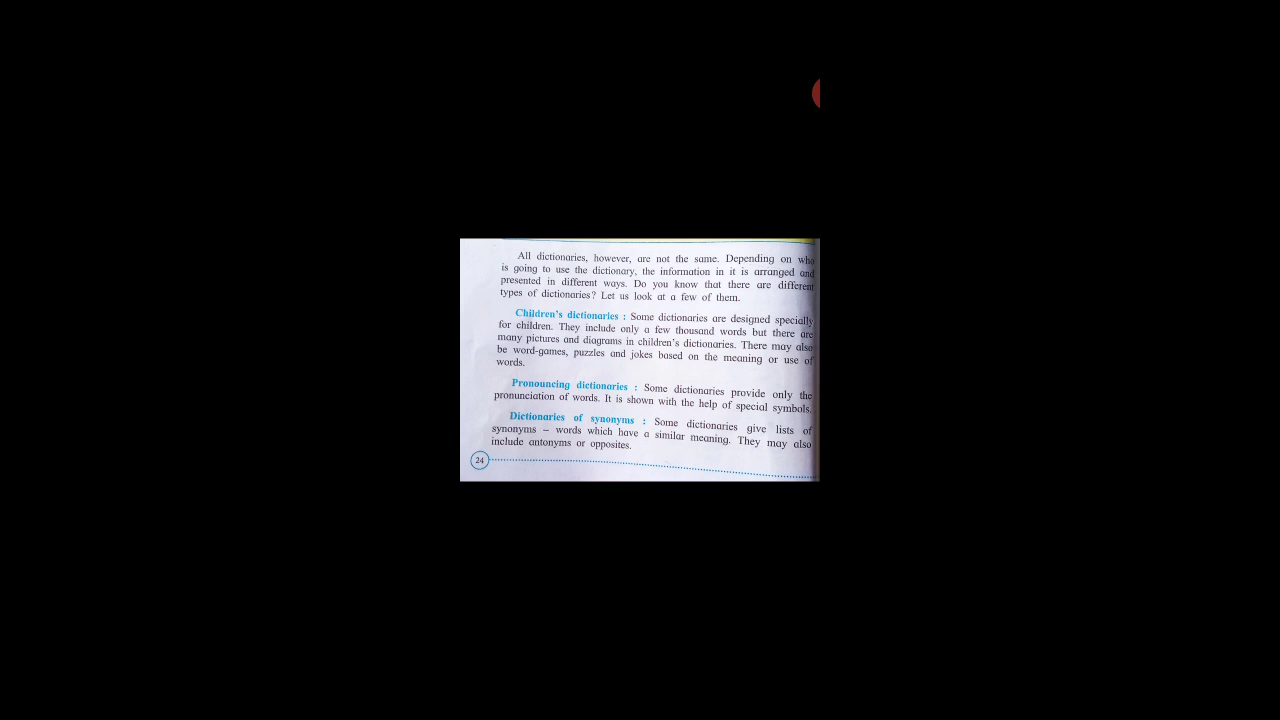 All dictionaries, however, are not the same. Depending on who
is going to use the dictionary, the information in it is arranged and
presented in different ways. Do you know that there are different
types of dictionaries? Let us look at a few of them.
Children's dictionaries : Some dictionaries are designed specially
for children. They include only a few thousand words but there are
many pictures and diagrams in children's dictionaries. There may also
be word-games, puzzles and jokes based on the meaning or use of
words.
Pronouncing dictionaries : Some dictionaries provide only the
pronunciation of words. It is shown with the help of special symbols.
Dictionaries of synonyms : Some dictionaries give lists of
synonyms – words which have a similar meaning. They may also
include antonyms or opposites.
24